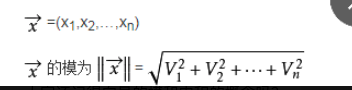 x⃗ =(x₁,x₂,...,xₙ)
x⃗ 的模为 ‖x⃗‖ = √(V₁² + V₂² + ··· + Vₙ²)